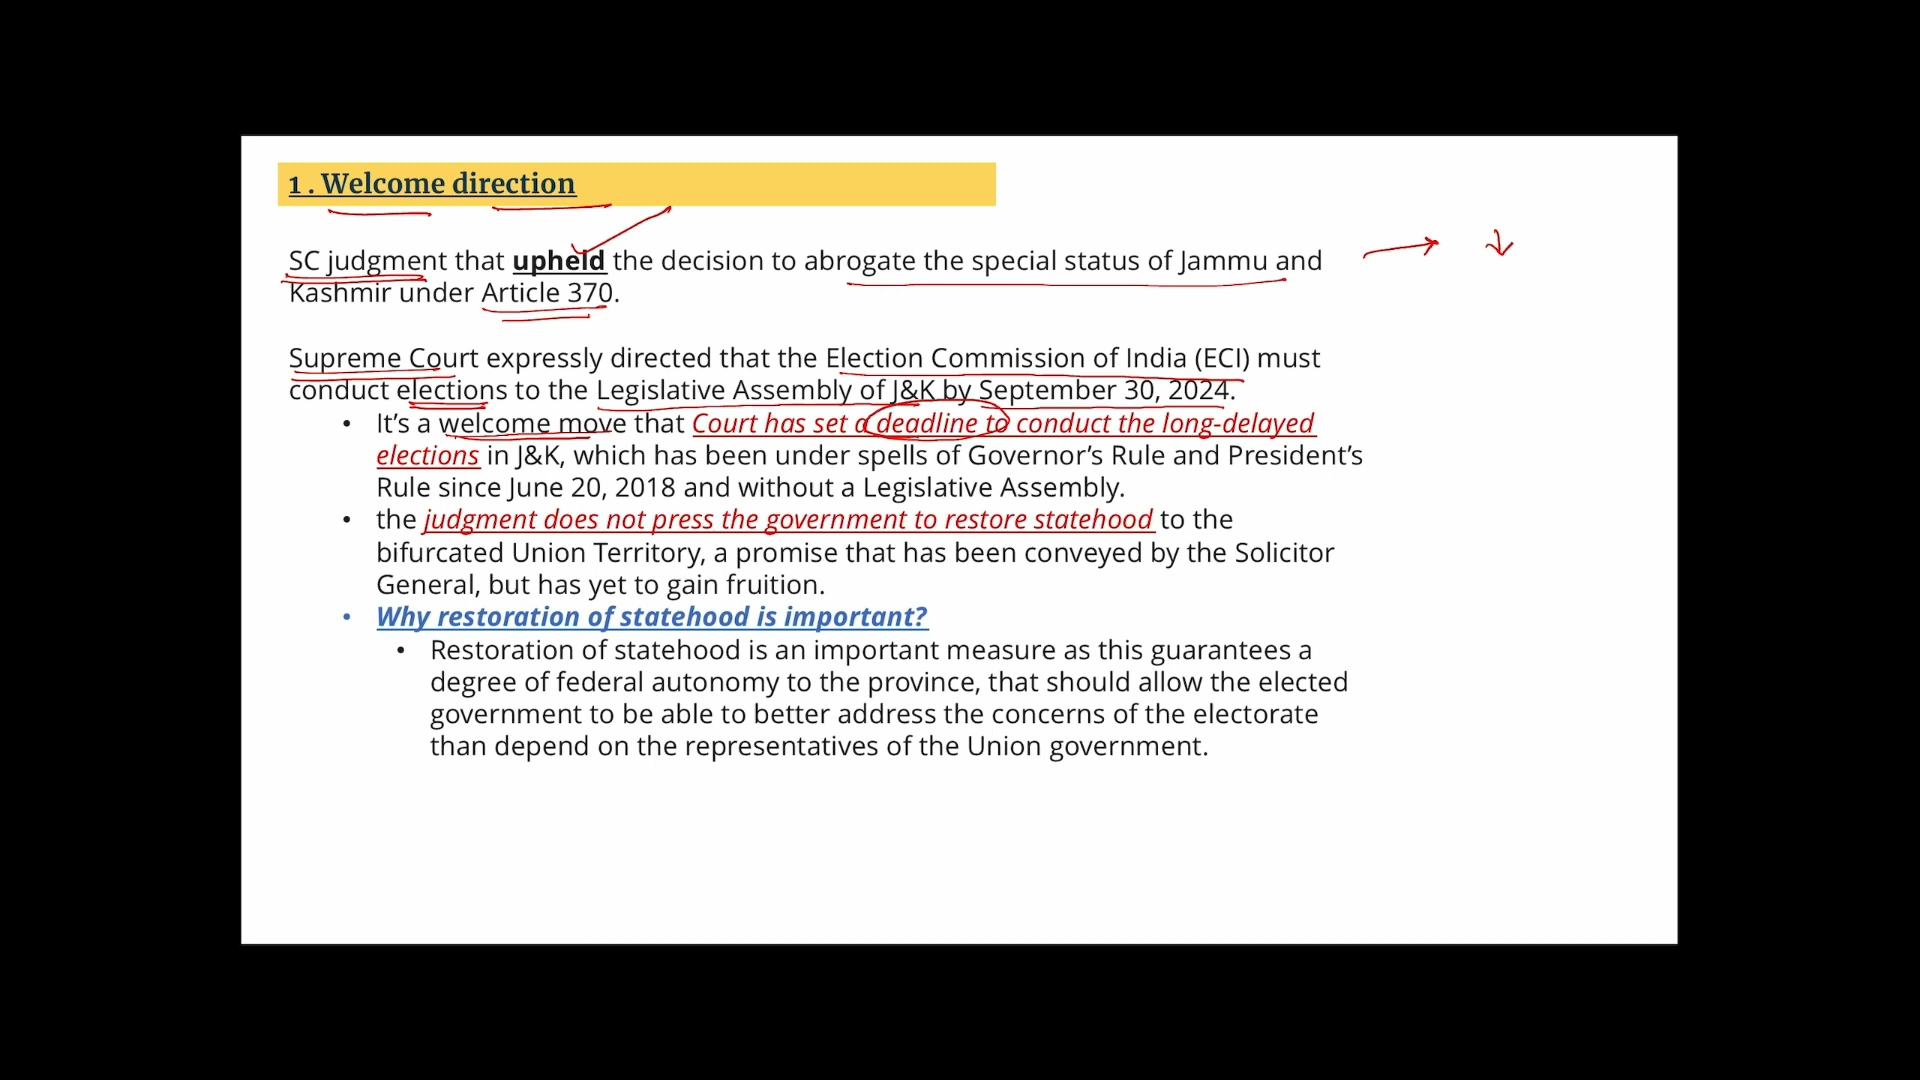 1 . Welcome direction
SC judgment that upheld the decision to abrogate the special status of Jammu and
Kashmir under Article 370.
Supreme Court expressly directed that the Election Commission of India (ECI) must
conduct elections to the Legislative Assembly of J&K by September 30, 2024.
• It’s a welcome move that Court has set a deadline to conduct the long-delayed
elections in J&K, which has been under spells of Governor’s Rule and President’s
Rule since June 20, 2018 and without a Legislative Assembly.
• the judgment does not press the government to restore statehood to the
bifurcated Union Territory, a promise that has been conveyed by the Solicitor
General, but has yet to gain fruition.
• Why restoration of statehood is important?
• Restoration of statehood is an important measure as this guarantees a
degree of federal autonomy to the province, that should allow the elected
government to be able to better address the concerns of the electorate
than depend on the representatives of the Union government.